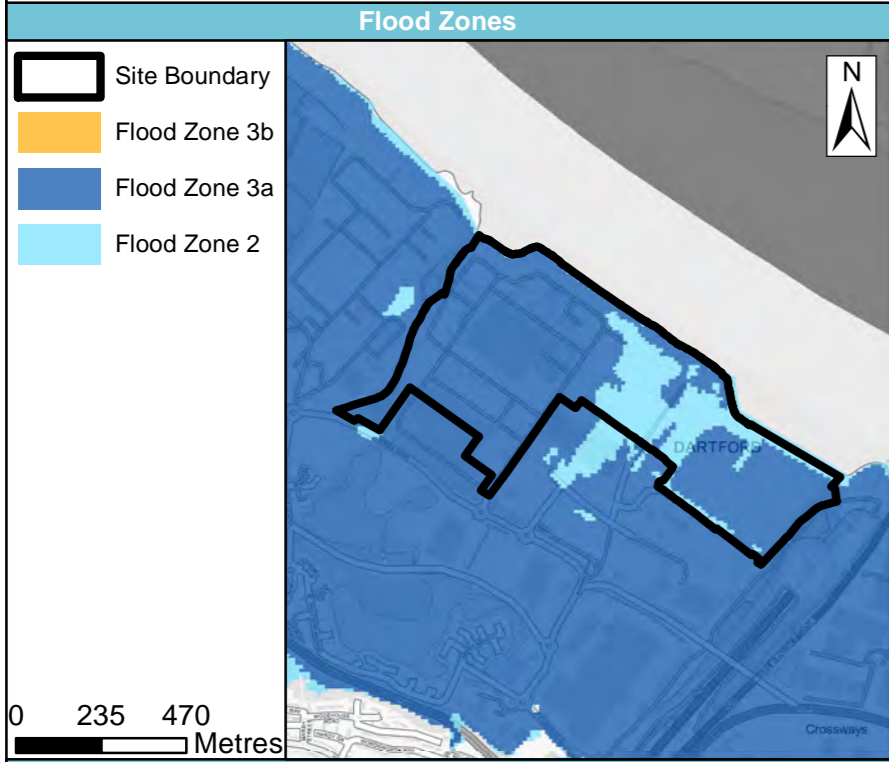 Flood Zones
Site Boundary
Flood Zone 3b
Flood Zone 3a
Flood Zone 2
N
DARTFORD
Crossways
0 235 470
Metres